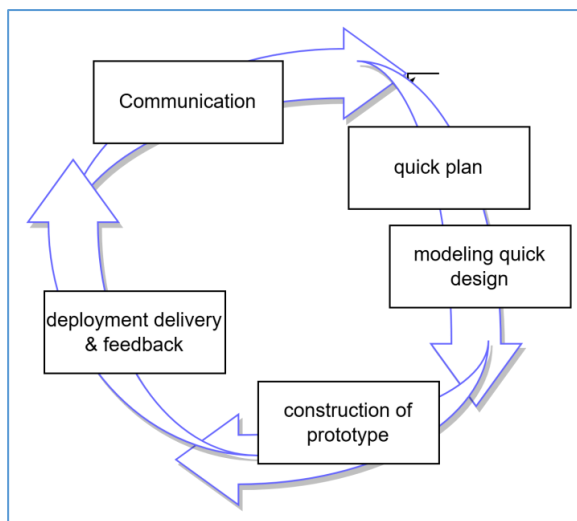 Communication
quick plan
modeling quick
design
construction of
prototype
deployment delivery
& feedback